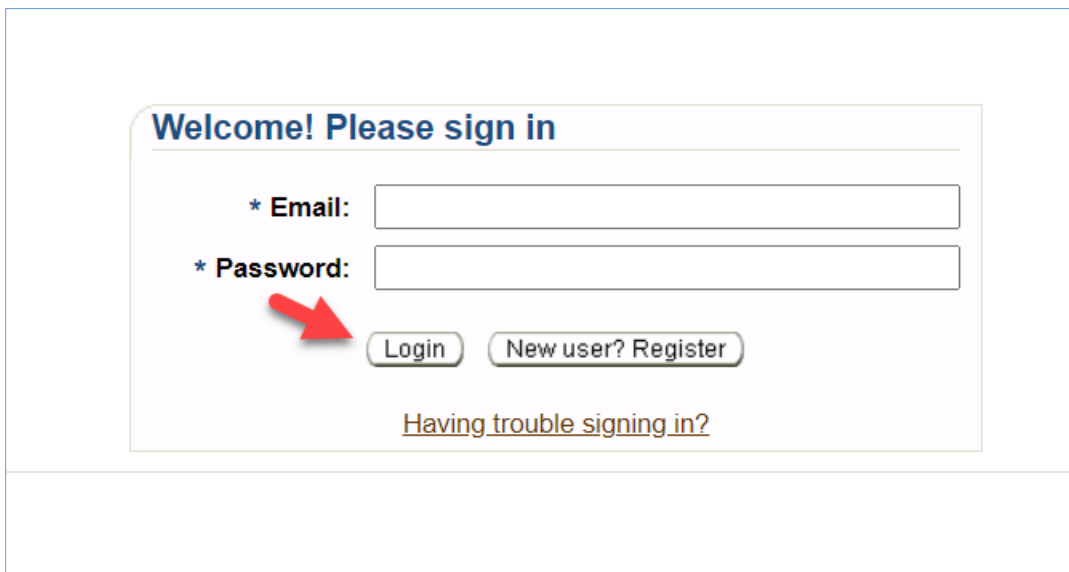 Welcome! Please sign in
* Email:
* Password:
Login New user? Register
Having trouble signing in?